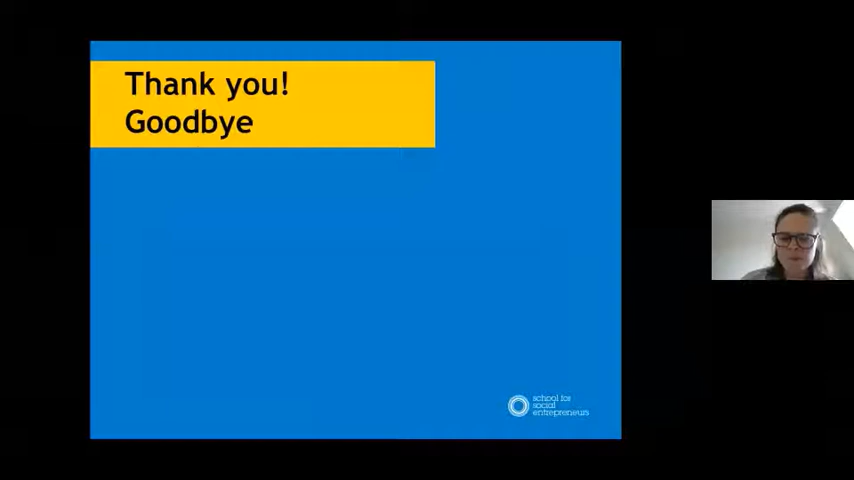 Thank you!
Goodbye
school for
social
entrepreneurs